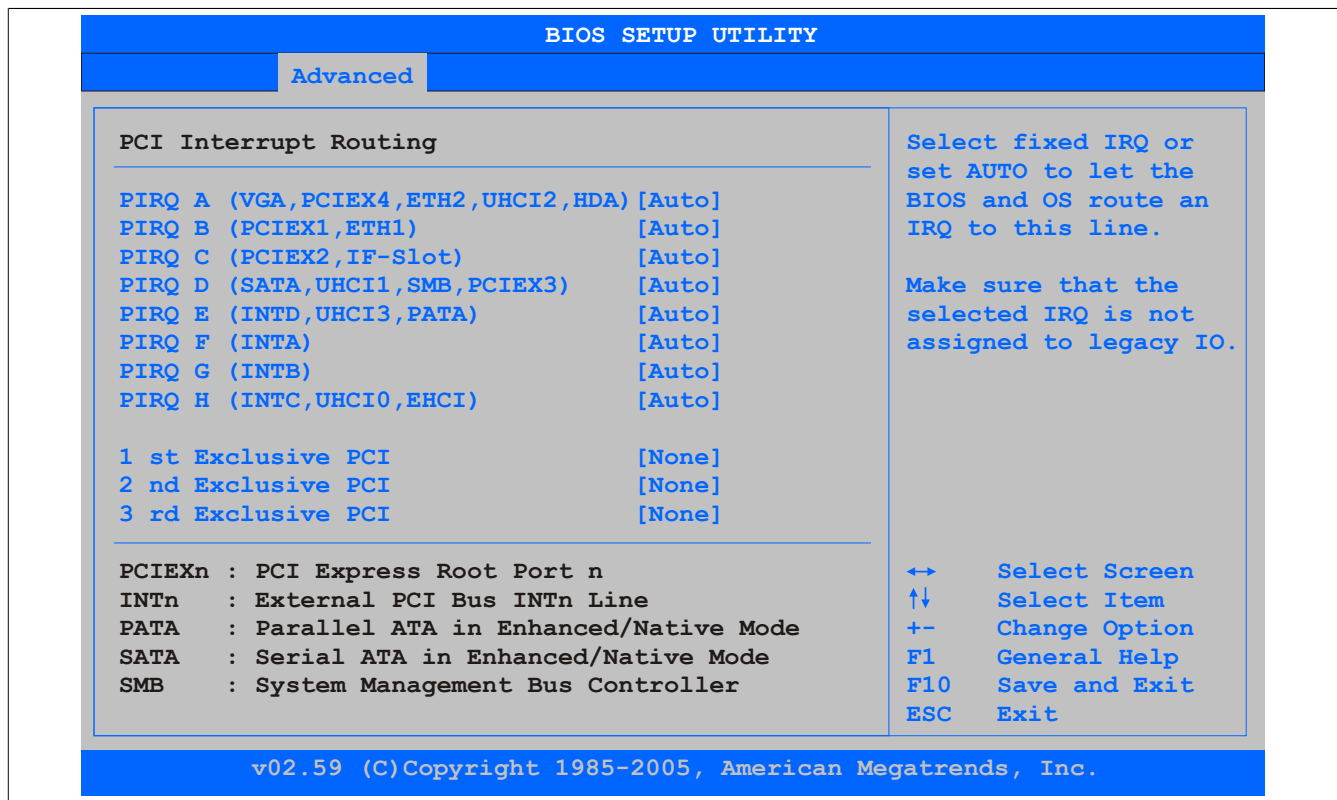 BIOS SETUP UTILITY
Advanced
PCI Interrupt Routing
PIRQ A (VGA,PCIEX4,ETH2,UHCI2,HDA) [Auto]
PIRQ B (PCIEX1,ETH1) [Auto]
PIRQ C (PCIEX2,IF-Slot) [Auto]
PIRQ D (SATA,UHCI1,SMB,PCIEX3) [Auto]
PIRQ E (INTD,UHCI3,PATA) [Auto]
PIRQ F (INTA) [Auto]
PIRQ G (INTB) [Auto]
PIRQ H (INTC,UHCI0,EHCI) [Auto]
1 st Exclusive PCI [None]
2 nd Exclusive PCI [None]
3 rd Exclusive PCI [None]
PCIEXn : PCI Express Root Port n
INTn : External PCI Bus INTn Line
PATA : Parallel ATA in Enhanced/Native Mode
SATA : Serial ATA in Enhanced/Native Mode
SMB : System Management Bus Controller
Select fixed IRQ or
set AUTO to let the
BIOS and OS route an
IRQ to this line.
Make sure that the
selected IRQ is not
assigned to legacy IO.
↔ Select Screen
↑↓ Select Item
+- Change Option
F1 General Help
F10 Save and Exit
ESC Exit
v02.59 (C)Copyright 1985-2005, American Megatrends, Inc.